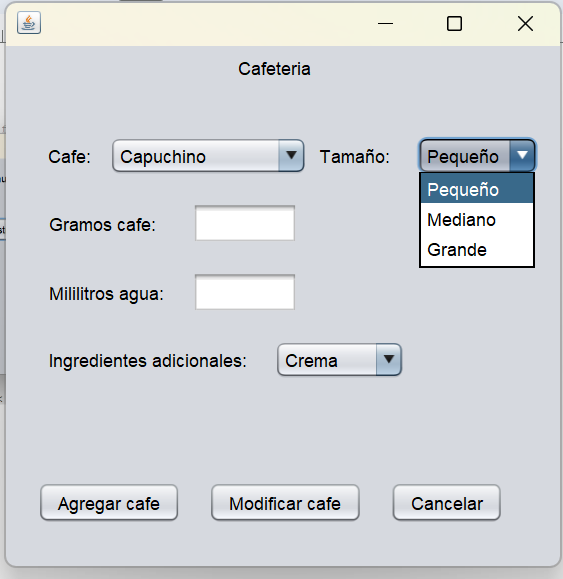 Cafeteria
Cafe: Capuchino Tamaño: Pequeño
Pequeño
Mediano
Grande
Gramos cafe:
Mililitros agua:
Ingredientes adicionales: Crema
Agregar cafe Modificar cafe Cancelar